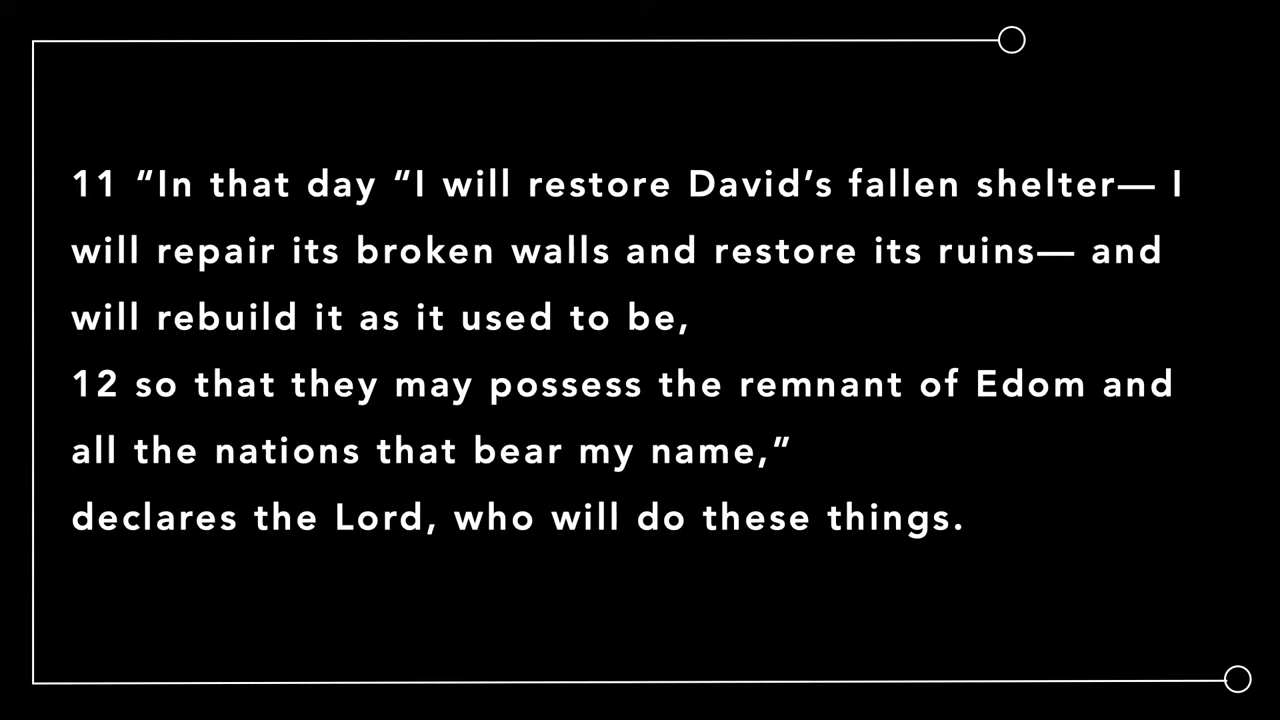 11 “In that day “I will restore David’s fallen shelter— I
will repair its broken walls and restore its ruins— and
will rebuild it as it used to be,
12 so that they may possess the remnant of Edom and
all the nations that bear my name,”
declares the Lord, who will do these things.